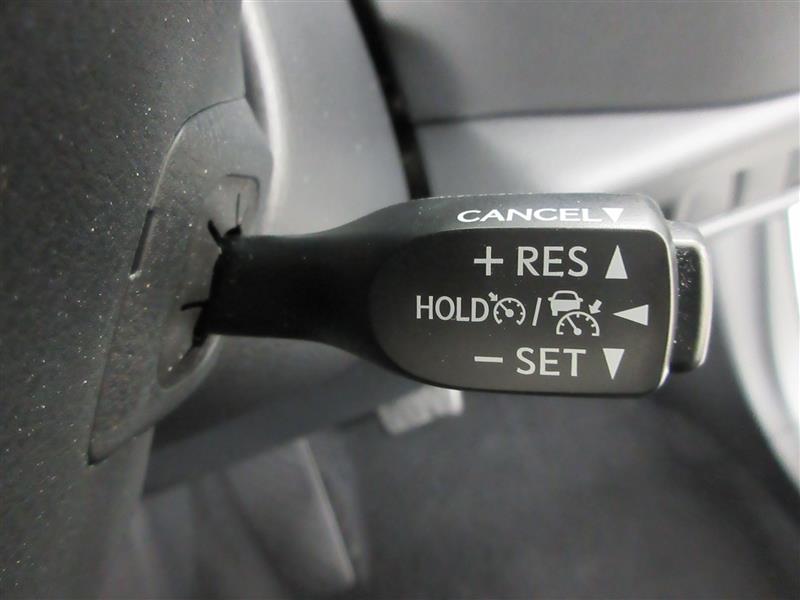 CANCEL▼
+ RES ▲
HOLD / ◀
− SET ▼